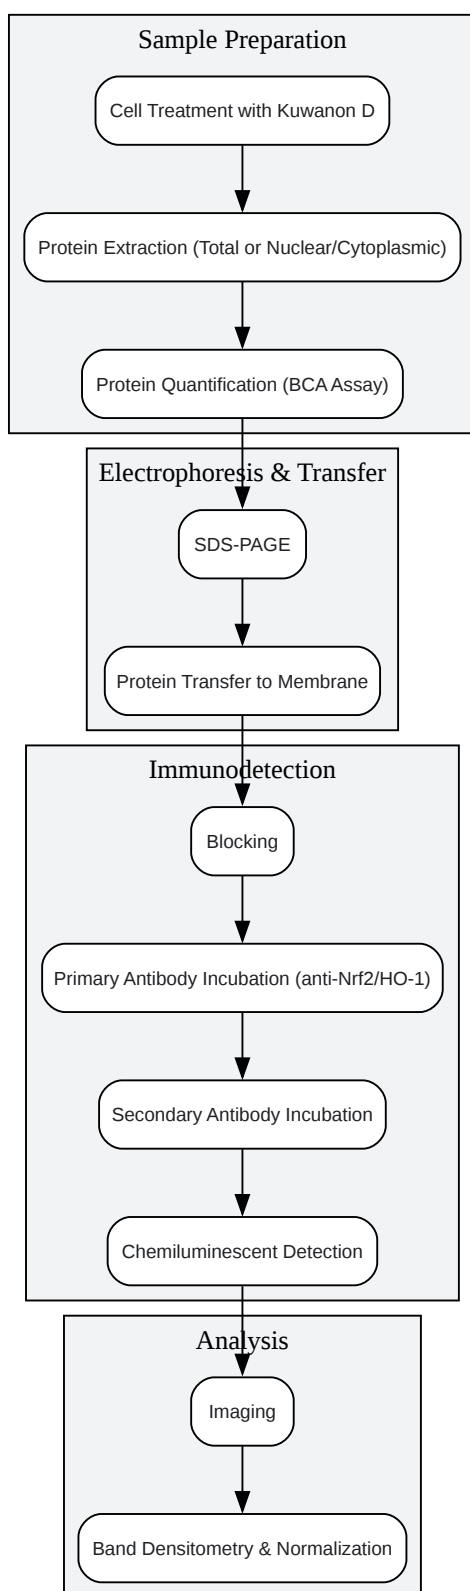 Sample Preparation
Cell Treatment with Kuwanon D
Protein Extraction (Total or Nuclear/Cytoplasmic)
Protein Quantification (BCA Assay)
Electrophoresis & Transfer
SDS-PAGE
Protein Transfer to Membrane
Immunodetection
Blocking
Primary Antibody Incubation (anti-Nrf2/HO-1)
Secondary Antibody Incubation
Chemiluminescent Detection
Analysis
Imaging
Band Densitometry & Normalization